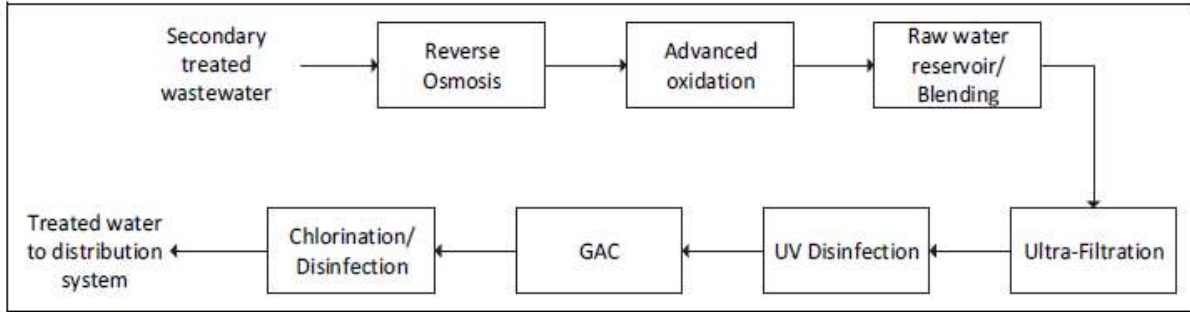 Secondary
treated
wastewater
Reverse
Osmosis
Advanced
oxidation
Raw water
reservoir/
Blending
Ultra-Filtration
UV Disinfection
GAC
Chlorination/
Disinfection
Treated water
to distribution
system